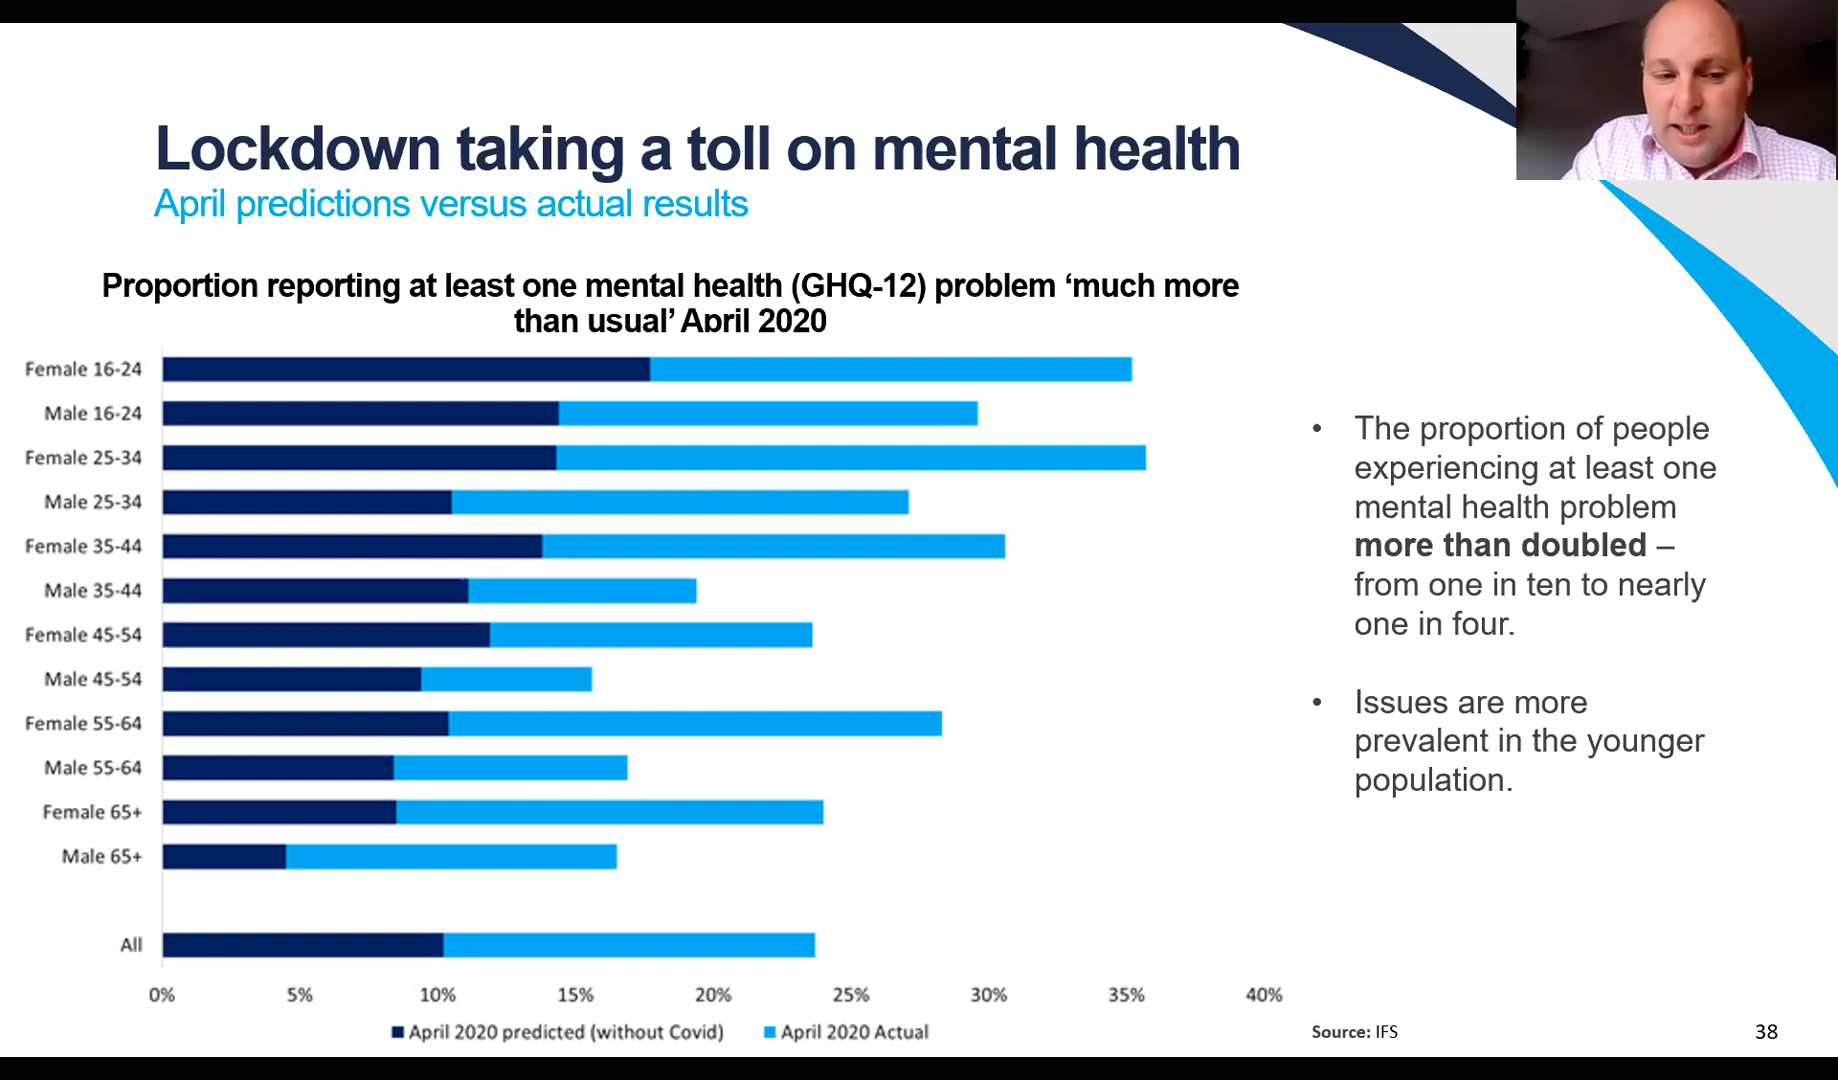 Lockdown taking a toll on mental health
April predictions versus actual results
Proportion reporting at least one mental health (GHQ-12) problem ‘much more
than usual’ April 2020
Female 16-24
Male 16-24
Female 25-34
Male 25-34
Female 35-44
Male 35-44
Female 45-54
Male 45-54
Female 55-64
Male 55-64
Female 65+
Male 65+
All
0% 5% 10% 15% 20% 25% 30% 35% 40%
April 2020 predicted (without Covid) April 2020 Actual
• The proportion of people
experiencing at least one
mental health problem
more than doubled –
from one in ten to nearly
one in four.
• Issues are more
prevalent in the younger
population.
Source: IFS
38